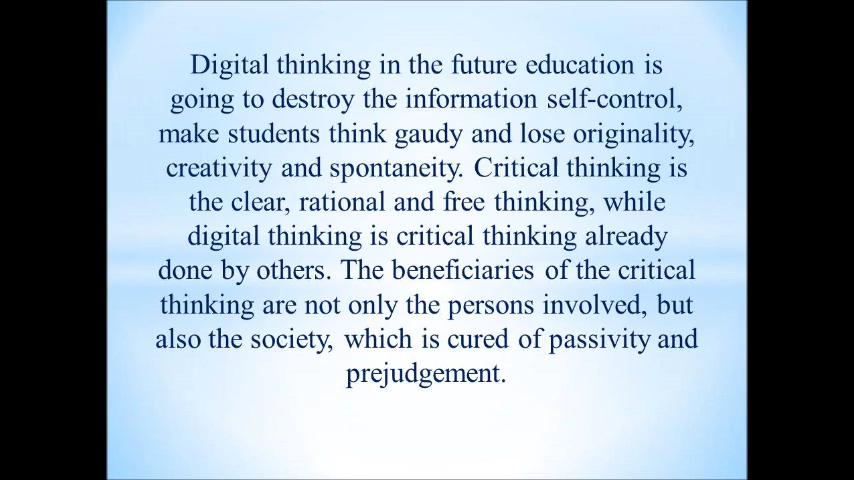 Digital thinking in the future education is
going to destroy the information self-control,
make students think gaudy and lose originality,
creativity and spontaneity. Critical thinking is
the clear, rational and free thinking, while
digital thinking is critical thinking already
done by others. The beneficiaries of the critical
thinking are not only the persons involved, but
also the society, which is cured of passivity and
prejudgement.